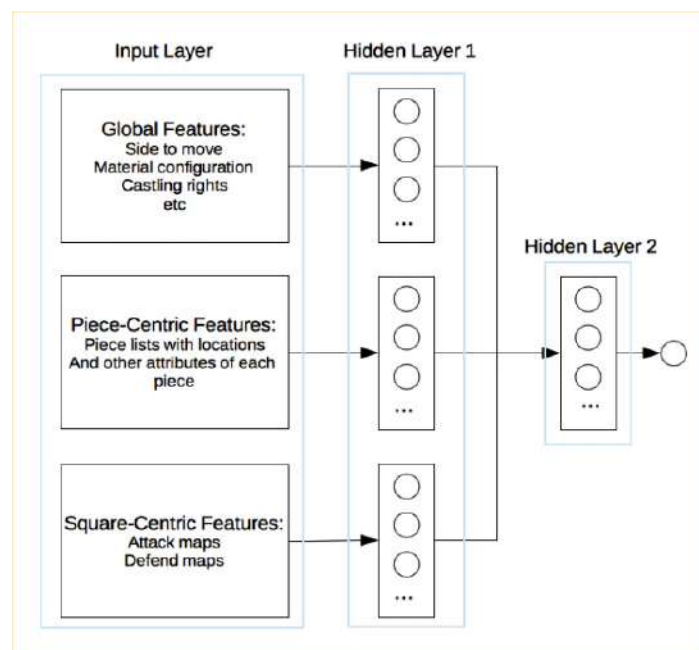 Input Layer
Hidden Layer 1
Global Features:
Side to move
Material configuration
Castling rights
etc
...
Hidden Layer 2
Piece-Centric Features:
Piece lists with locations
And other attributes of each
piece
...
...
Square-Centric Features:
Attack maps
Defend maps
...